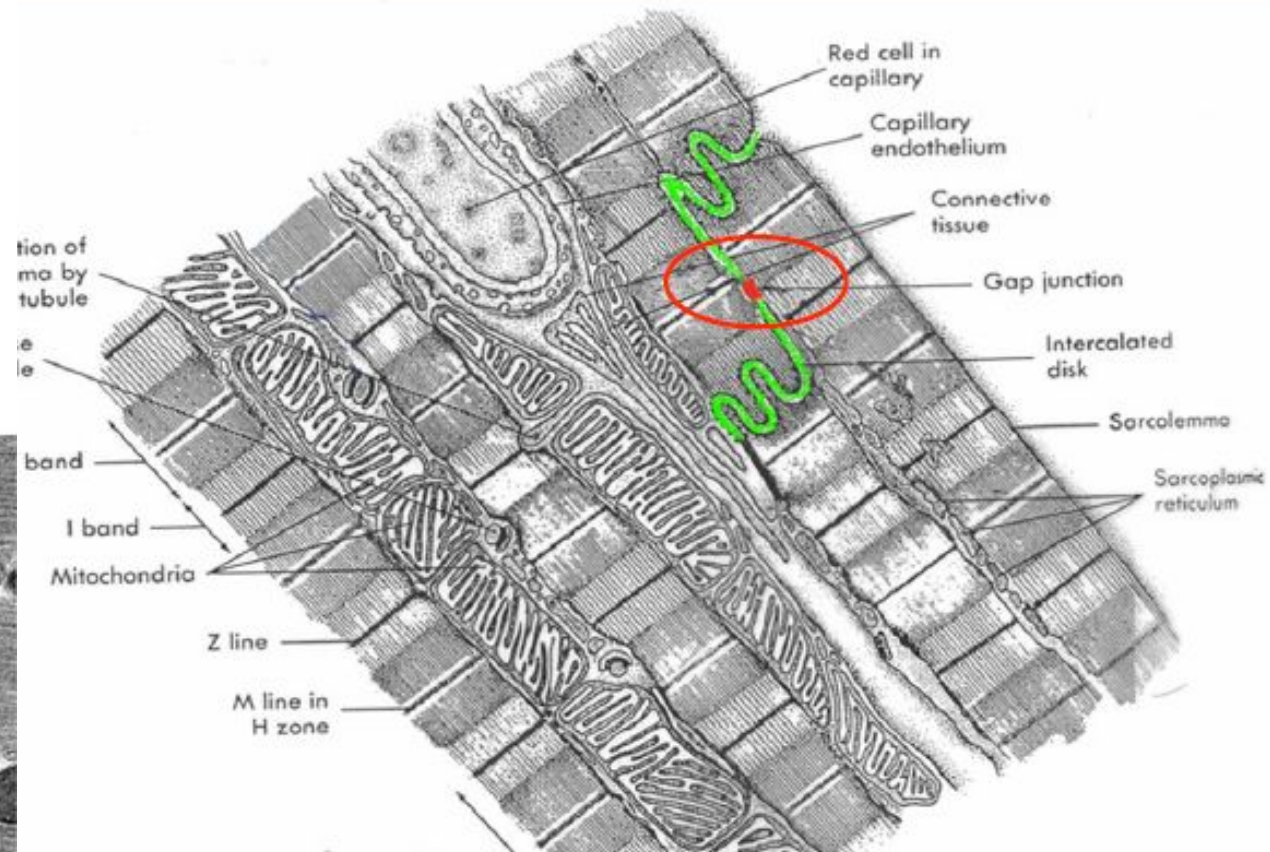 Red cell in
capillary
Capillary
endothelium
Connective
tissue
Gap junction
Intercalated
disk
Sarcolemma
Sarcoplasmic
reticulum
tion of
ma by
tubule
band
I band
Mitochondria
Z line
M line in
H zone